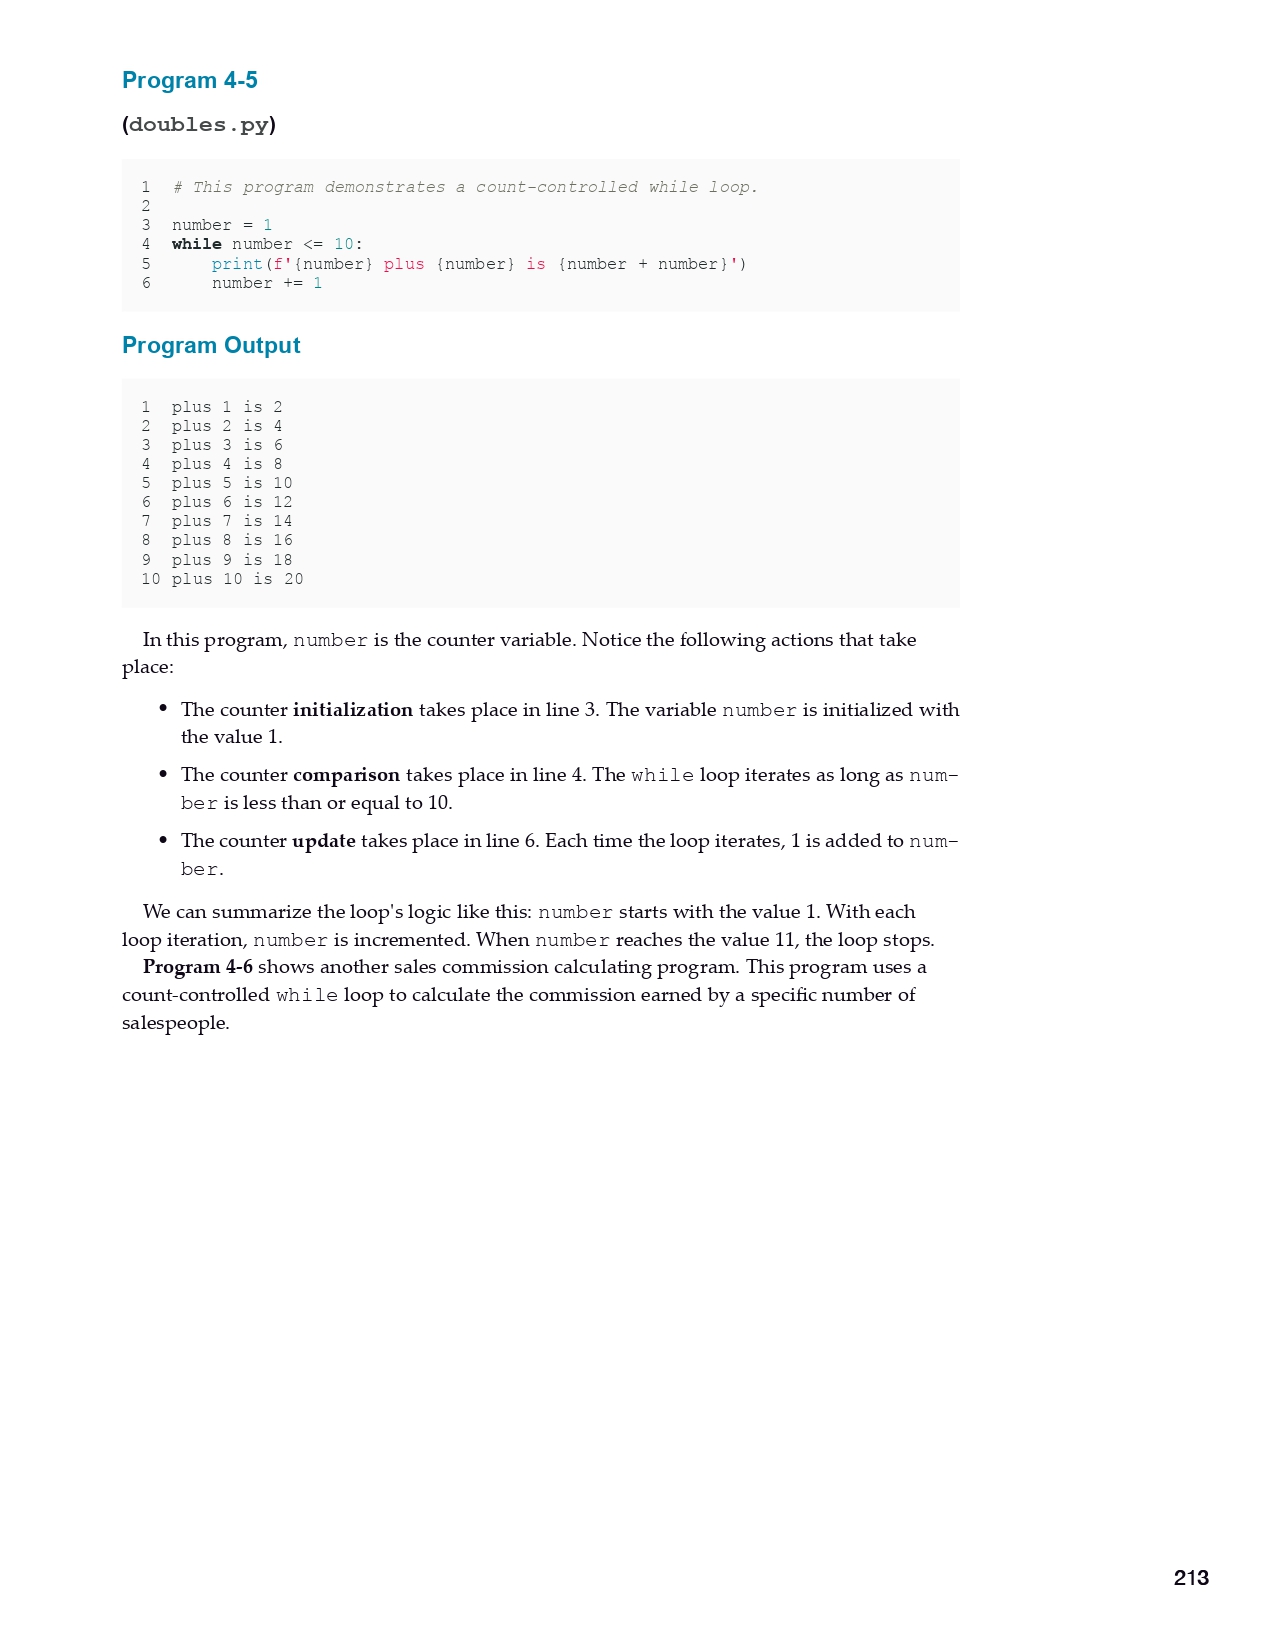 Program 4-5
(doubles.py)
1 # This program demonstrates a count-controlled while loop.
2
3 number = 1
4 while number <= 10:
5     print(f'{number} plus {number} is {number + number}')
6     number += 1
Program Output
1 plus 1 is 2
2 plus 2 is 4
3 plus 3 is 6
4 plus 4 is 8
5 plus 5 is 10
6 plus 6 is 12
7 plus 7 is 14
8 plus 8 is 16
9 plus 9 is 18
10 plus 10 is 20
In this program, number is the counter variable. Notice the following actions that take
place:
• The counter initialization takes place in line 3. The variable number is initialized with
the value 1.
• The counter comparison takes place in line 4. The while loop iterates as long as num-
ber is less than or equal to 10.
• The counter update takes place in line 6. Each time the loop iterates, 1 is added to num-
ber.
We can summarize the loop's logic like this: number starts with the value 1. With each
loop iteration, number is incremented. When number reaches the value 11, the loop stops.
Program 4-6 shows another sales commission calculating program. This program uses a
count-controlled while loop to calculate the commission earned by a specific number of
salespeople.
213